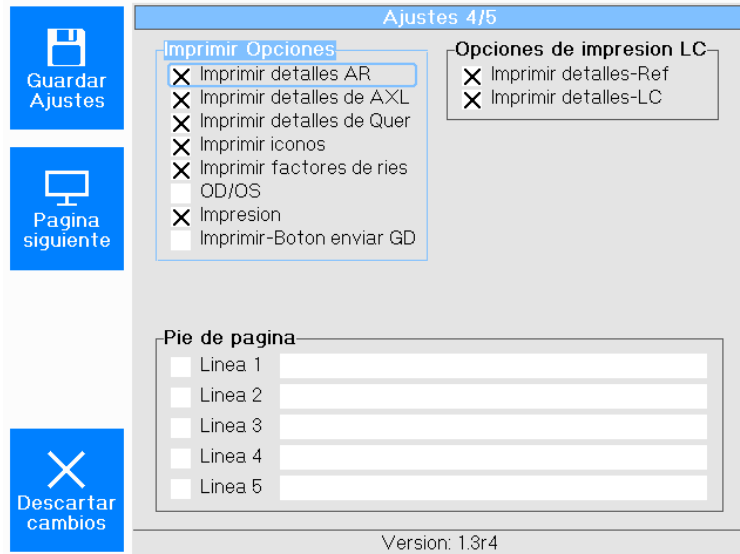 Ajustes 4/5
Guardar
Ajustes
Pagina
siguiente
Descartar
cambios
Imprimir Opciones
Imprimir detalles AR
Imprimir detalles de AXL
Imprimir detalles de Quer
Imprimir iconos
Imprimir factores de ries
OD/OS
Impresion
Imprimir-Boton enviar GD
Opciones de impresion LC
Imprimir detalles-Ref
Imprimir detalles-LC
Pie de pagina
Linea 1
Linea 2
Linea 3
Linea 4
Linea 5
Version: 1.3r4